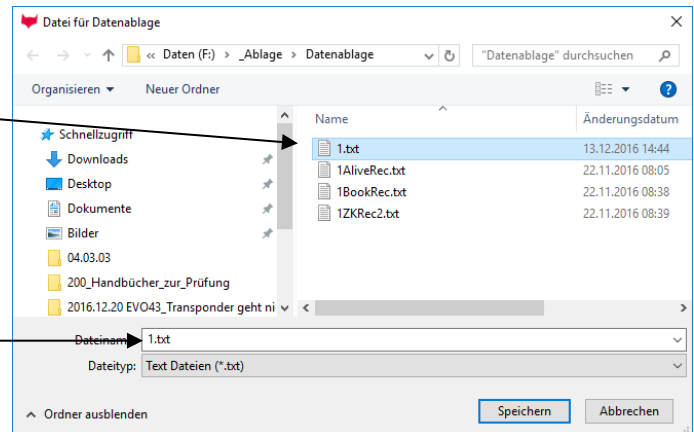 Datei für Datenablage
« Daten (F:) > _Ablage > Datenablage
"Datenablage" durchsuchen
Organisieren
Neuer Ordner
Name
Änderungsdatum
Schnellzugriff
Downloads
Desktop
Dokumente
Bilder
04.03.03
200_Handbücher_zur_Prüfung
2016.12.20 EVO43_Transponder geht ni
1.txt 13.12.2016 14:44
1AliveRec.txt 22.11.2016 08:05
1BookRec.txt 22.11.2016 08:38
1ZKRec2.txt 22.11.2016 08:39
Dateiname: 1.txt
Dateityp: Text Dateien (*.txt)
Ordner ausblenden
Speichern
Abbrechen